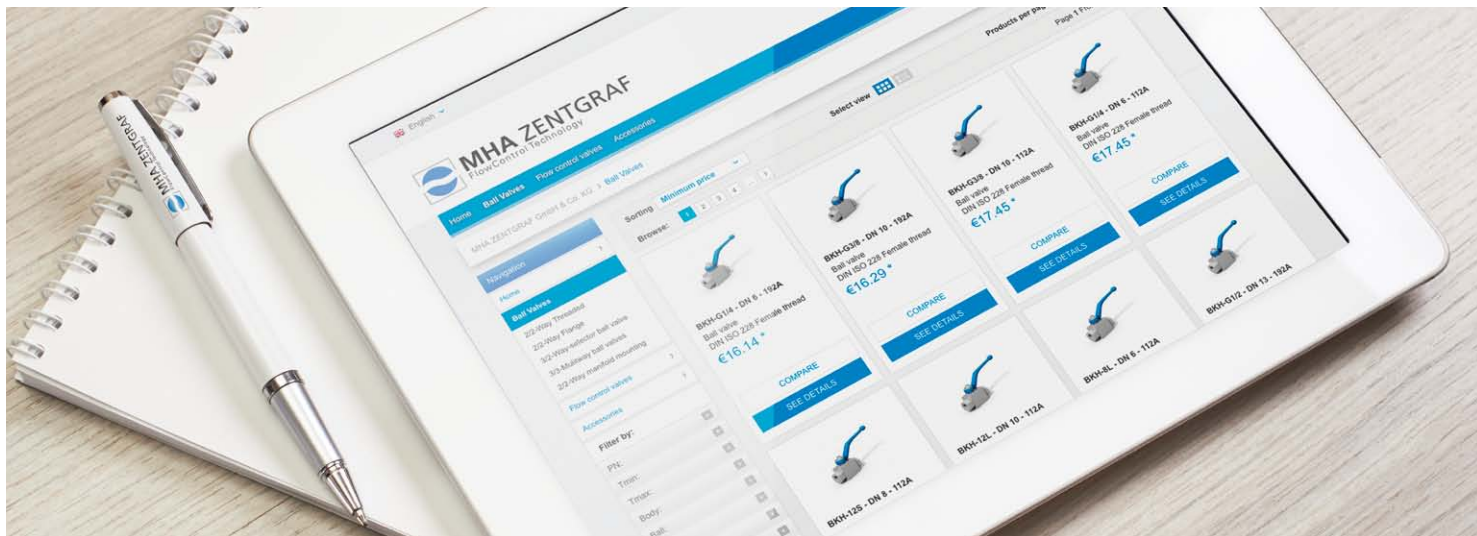 MHA ZENTGRAF
FlowControl Technology
English
MHA ZENTGRAF
FlowControl Technology
Home Ball Valves Flow control valves Accessories
MHA ZENTGRAF GmbH & Co. KG > Ball Valves
Navigation
Home
Ball Valves
2/2-Way Threaded
2/2-Way Flange
3/2-Way-selector ball valve
3/3-Muliway ball valves
2/2-Way manifold mounting
Flow control valves
Accessories
Filter by:
PN:
Tmin:
Tmax:
Body:
Ball:
Sorting Minimum price
Browse: 1 2 3 4 ...
Select view
Products per page
Page 1
BKH-G1/4 - DN 6 - 192A
Ball valve
DIN ISO 228 Female thread
€16.14 *
COMPARE
SEE DETAILS
BKH-G3/8 - DN 10 - 192A
Ball valve
DIN ISO 228 Female thread
€16.29 *
COMPARE
SEE DETAILS
BKH-G3/8 - DN 10 - 112A
Ball valve
DIN ISO 228 Female thread
€17.45 *
COMPARE
SEE DETAILS
BKH-G1/4 - DN 6 - 112A
Ball valve
DIN ISO 228 Female thread
€17.45 *
COMPARE
SEE DETAILS
BKH-12S - DN 8 - 112A
BKH-12L - DN 10 - 112A
BKH-8L - DN 6 - 112A
BKH-G1/2 - DN 13 - 192A